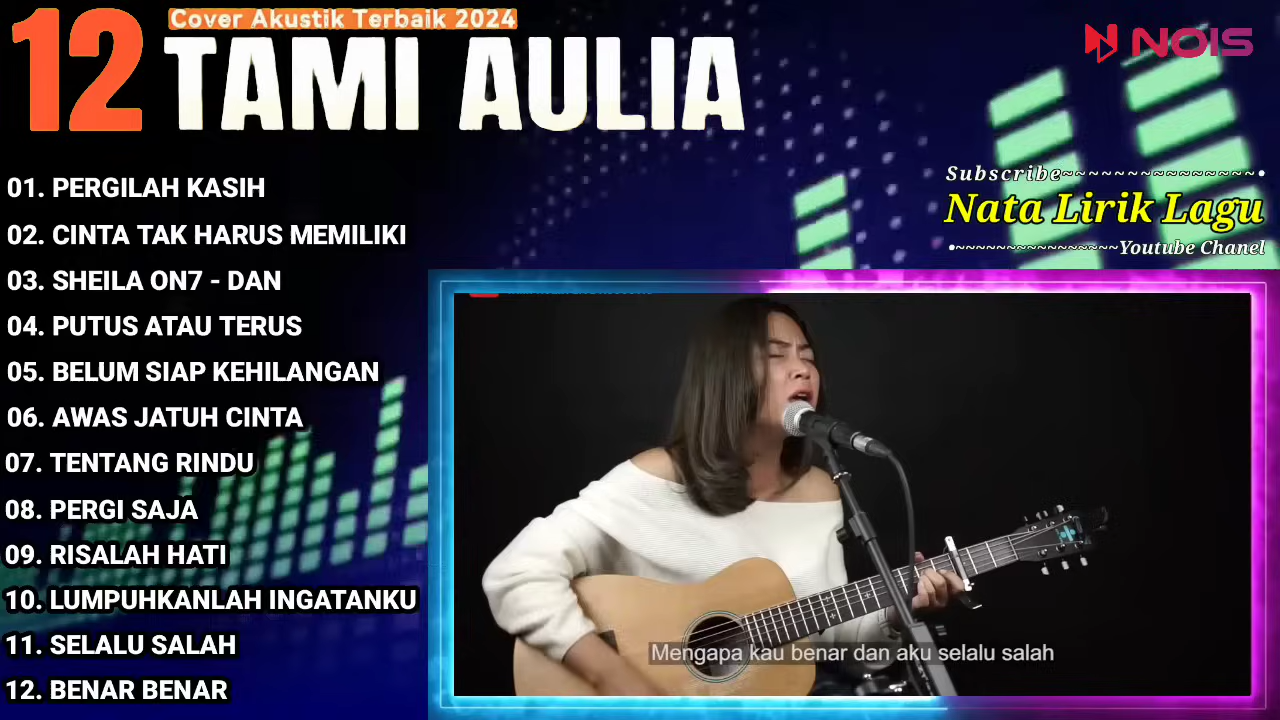 12
Cover Akustik Terbaik 2024
TAMI AULIA
NOIS
Subscribe~~~~~~~~~~~~~~~•
Nata Lirik Lagu
•~~~~~~~~~~~~~~~~Youtube Chanel
01. PERGILAH KASIH
02. CINTA TAK HARUS MEMILIKI
03. SHEILA ON7 - DAN
04. PUTUS ATAU TERUS
05. BELUM SIAP KEHILANGAN
06. AWAS JATUH CINTA
07. TENTANG RINDU
08. PERGI SAJA
09. RISALAH HATI
10. LUMPUHKANLAH INGATANKU
11. SELALU SALAH
12. BENAR BENAR
Mengapa kau benar dan aku selalu salah